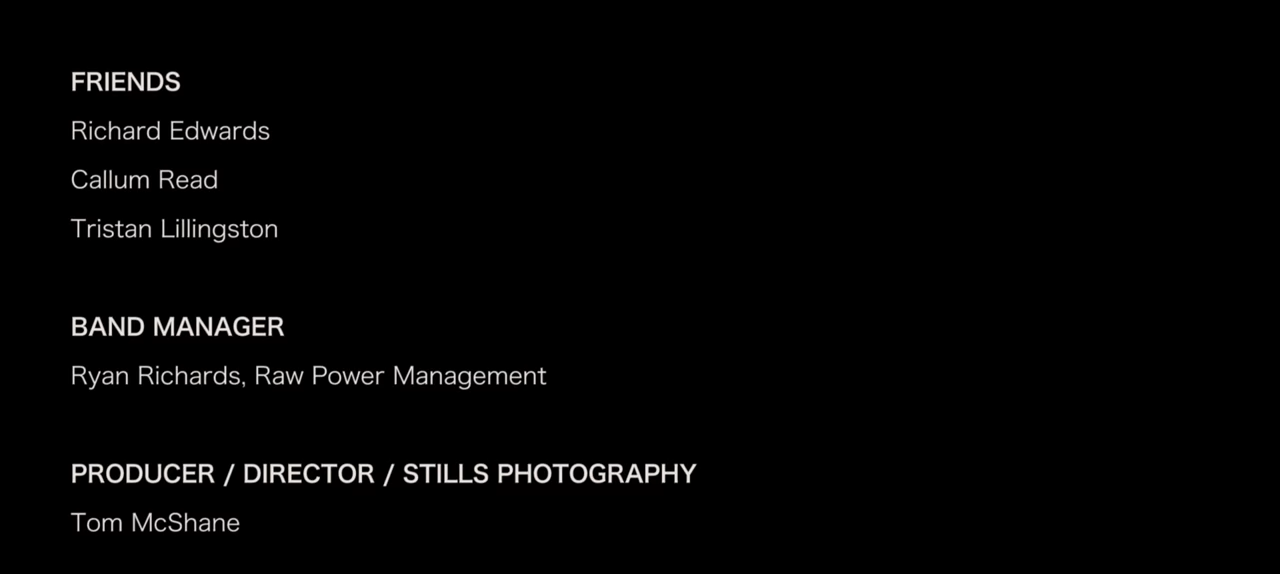 FRIENDS
Richard Edwards
Callum Read
Tristan Lillingston
BAND MANAGER
Ryan Richards, Raw Power Management
PRODUCER / DIRECTOR / STILLS PHOTOGRAPHY
Tom McShane